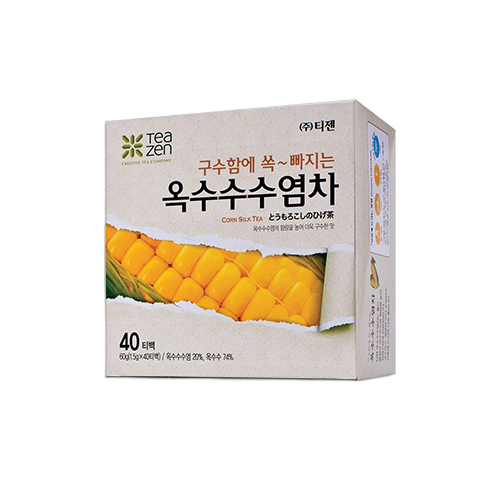 Tea
zen
CREATIVE TEA COMPANY
(주)티젠
구수함에 쏙~빠지는
옥수수수염차
CORN SILK TEA とうもろこしのひげ茶
옥수수수염의 함량을 높여 더욱 구수한 맛
40 티백
60g(1.5g×40티백) / 옥수수수염 20%, 옥수수 74%